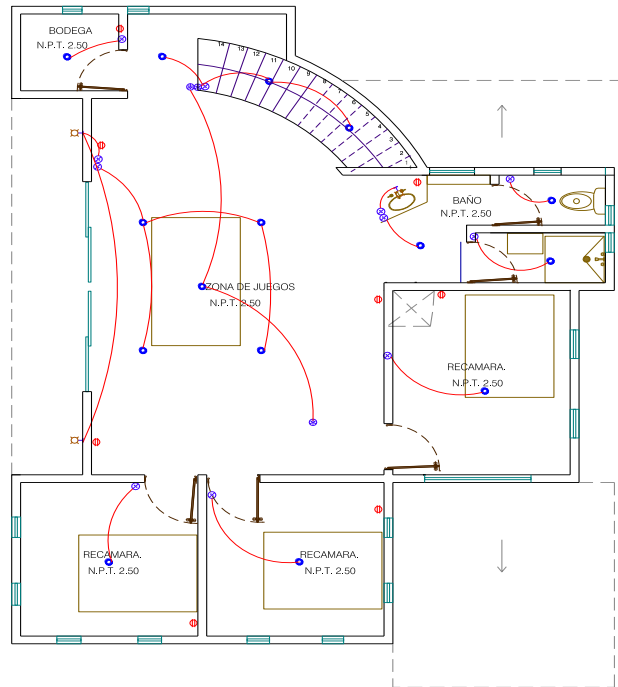 BODEGA
N.P.T. 2.50
14
13
12
11
10
9
8
7
6
5
4
3
2
1
BAÑO
N.P.T. 2.50
ZONA DE JUEGOS
N.P.T. 2.50
RECAMARA.
N.P.T. 2.50
RECAMARA.
N.P.T. 2.50
RECAMARA.
N.P.T. 2.50